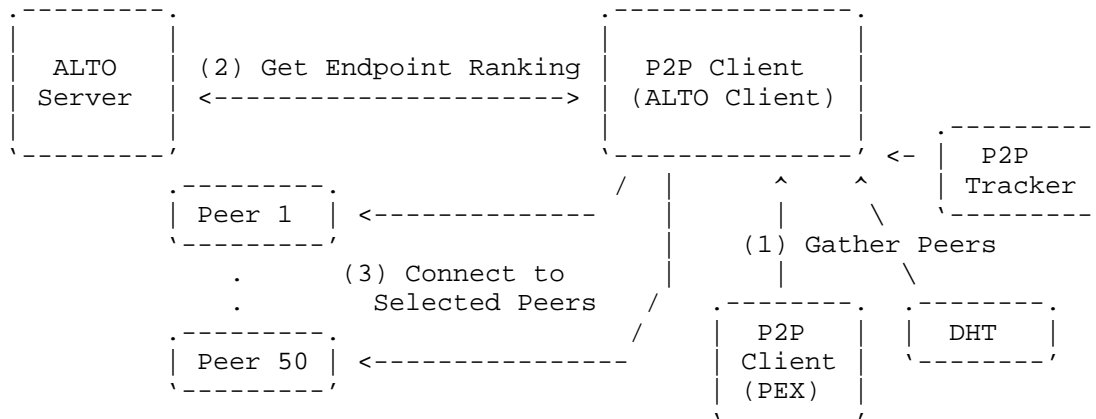 ALTO (2) Get Endpoint Ranking P2P Client
Server <----------------------> (ALTO Client)
<- P2P
Tracker
Peer 1 <--------------
(1) Gather Peers
. (3) Connect to
. Selected Peers
P2P DHT
Peer 50 <---------------- Client
(PEX)